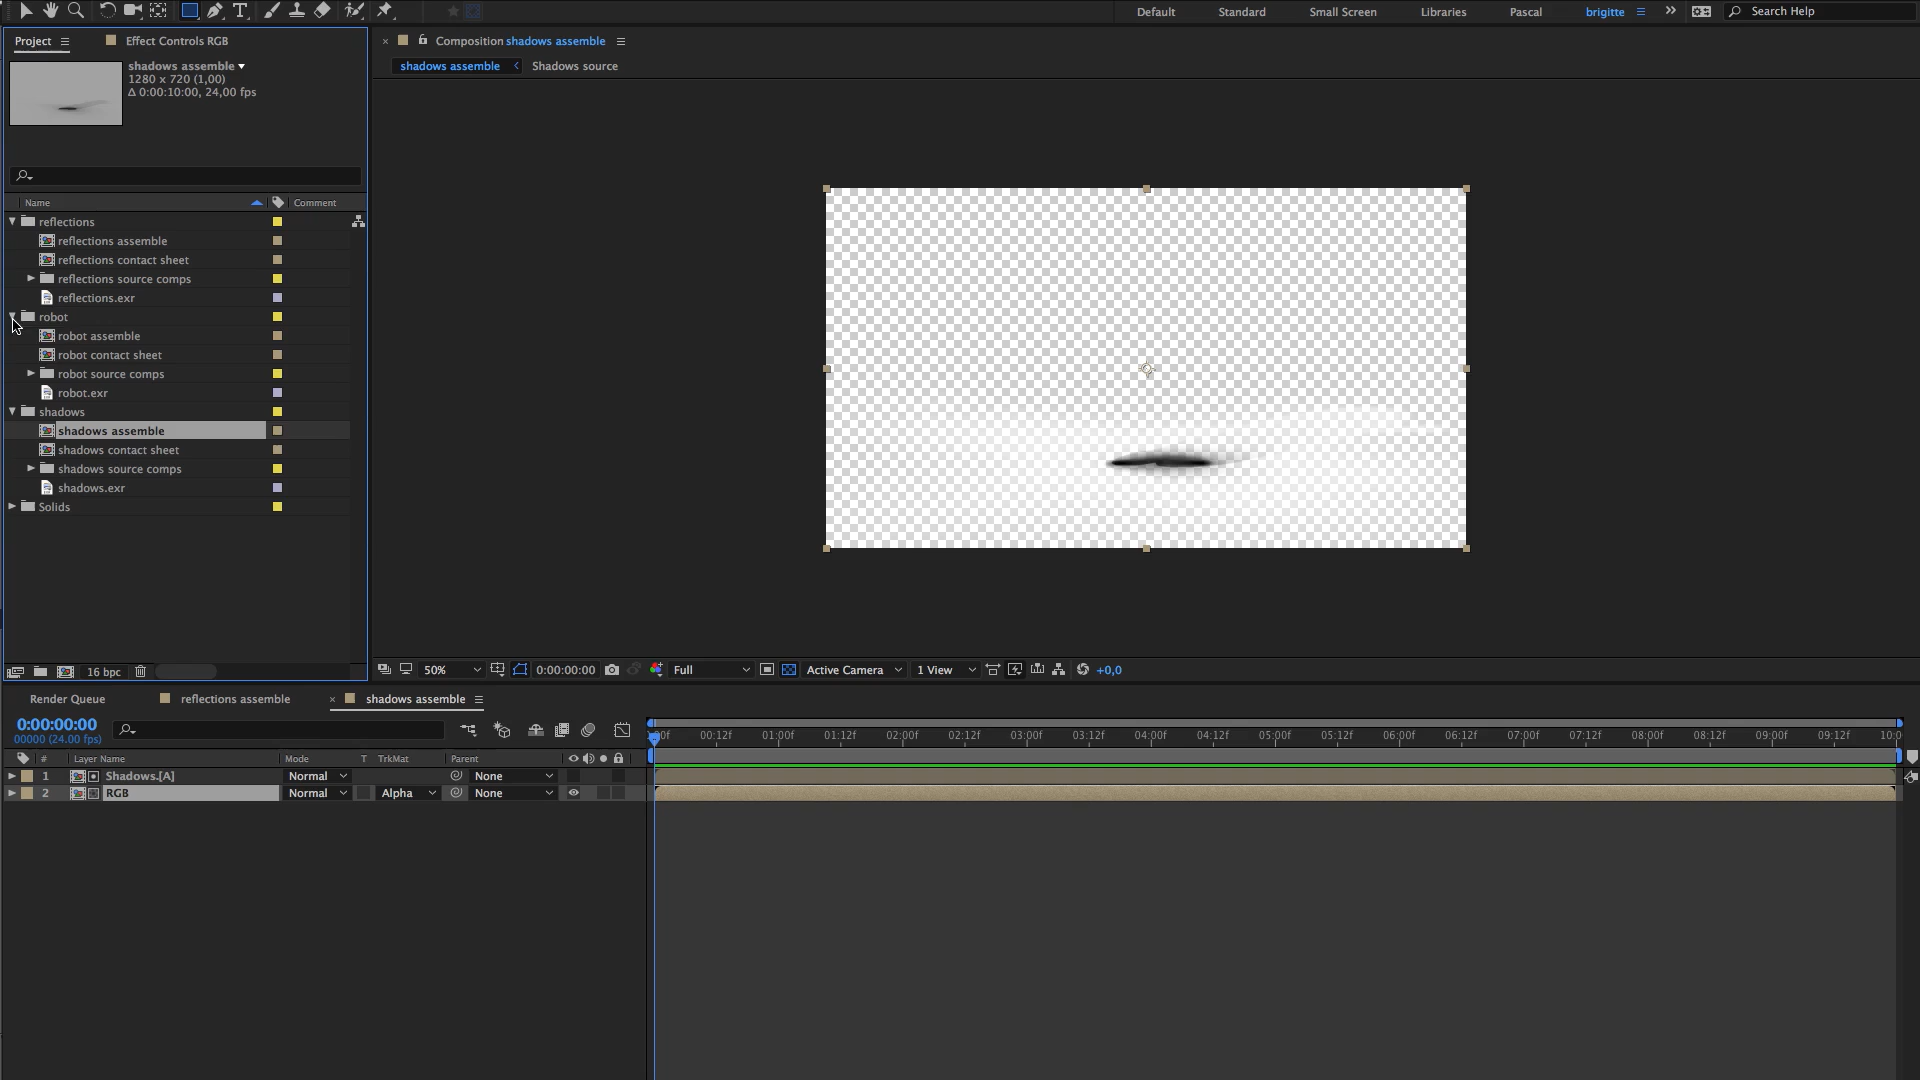 Default Standard Small Screen Libraries Pascal brigitte Search Help
Project Effect Controls RGB
Composition shadows assemble
shadows assemble
1280 x 720 (1,00)
Δ 0:00:10:00, 24,00 fps
shadows assemble Shadows source
Name Comment
reflections
reflections assemble
reflections contact sheet
reflections source comps
reflections.exr
robot
robot assemble
robot contact sheet
robot source comps
robot.exr
shadows
shadows assemble
shadows contact sheet
shadows source comps
shadows.exr
Solids
16 bpc
50% 0:00:00:00 Full Active Camera 1 View +0,0
Render Queue reflections assemble shadows assemble
0:00:00:00
00000 (24.00 fps)
00f 00:12f 01:00f 01:12f 02:00f 02:12f 03:00f 03:12f 04:00f 04:12f 05:00f 05:12f 06:00f 06:12f 07:00f 07:12f 08:00f 08:12f 09:00f 09:12f 10:0
# Layer Name Mode T TrkMat Parent
1 Shadows.[A] Normal None
2 RGB Normal Alpha None